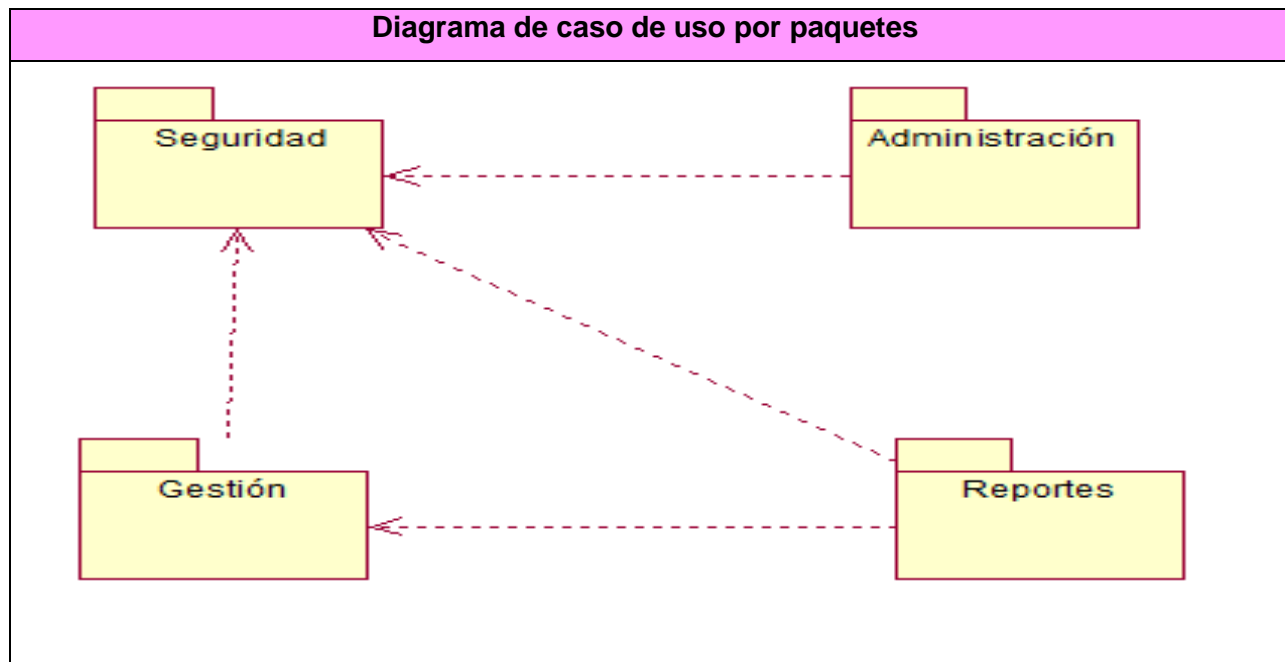 Diagrama de caso de uso por paquetes
Seguridad
Administración
Gestión
Reportes